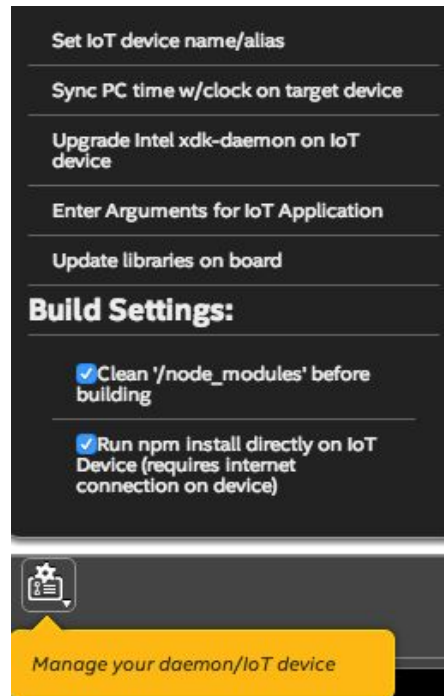 Set IoT device name/alias
Sync PC time w/clock on target device
Upgrade Intel xdk-daemon on IoT
device
Enter Arguments for IoT Application
Update libraries on board
Build Settings:
Clean '/node_modules' before
building
Run npm install directly on IoT
Device (requires internet
connection on device)
Manage your daemon/IoT device